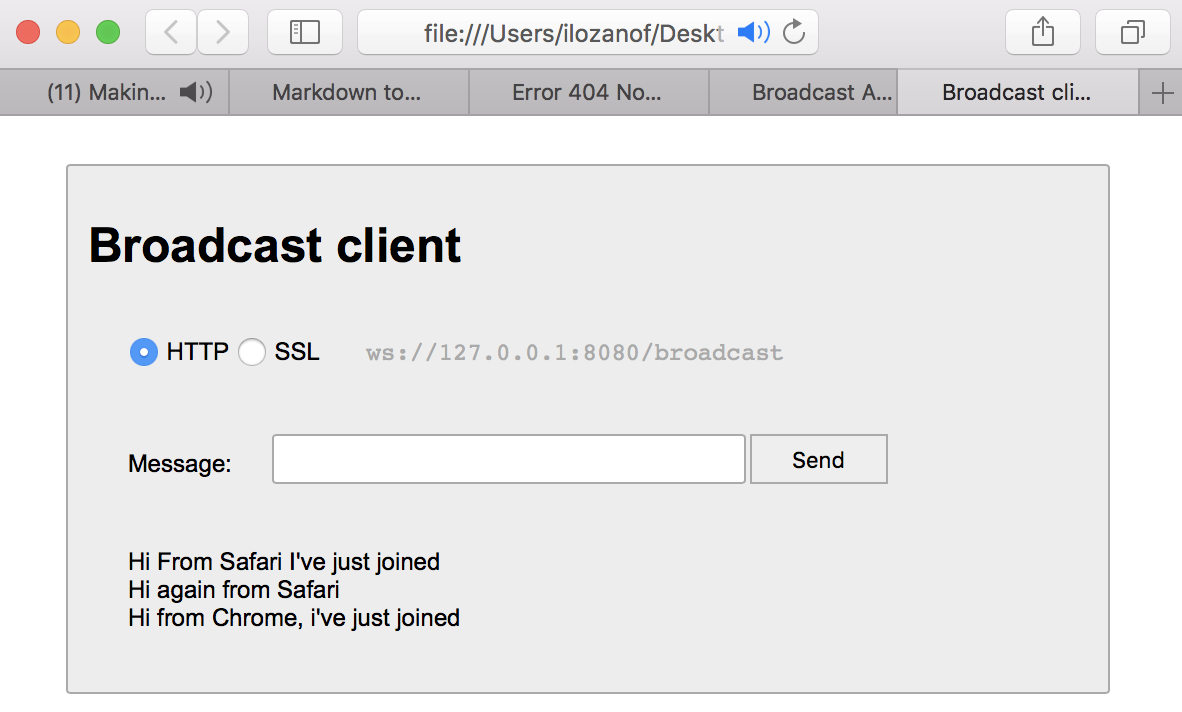 file:///Users/ilozanof/Deskt
(11) Makin... Markdown to... Error 404 No... Broadcast A... Broadcast cli...
Broadcast client
HTTP SSL ws://127.0.0.1:8080/broadcast
Message: Send
Hi From Safari I've just joined
Hi again from Safari
Hi from Chrome, i've just joined